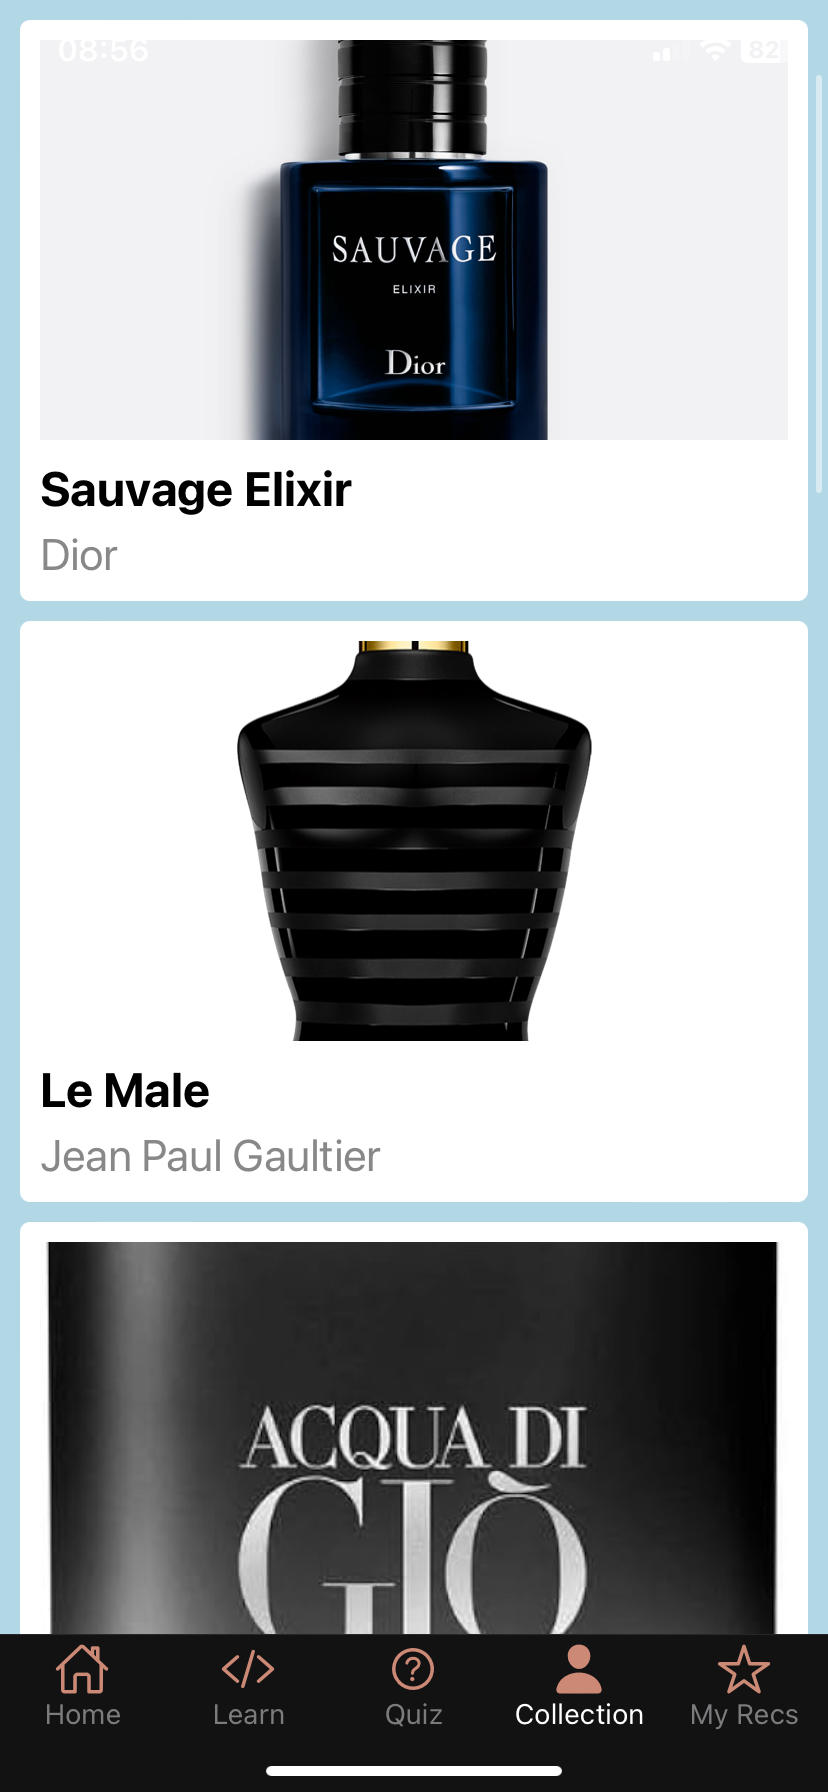 08:56
82
SAUVAGE
ELIXIR
Dior
Sauvage Elixir
Dior
Le Male
Jean Paul Gaultier
ACQUA DI
GIÒ
Home
Learn
Quiz
Collection
My Recs